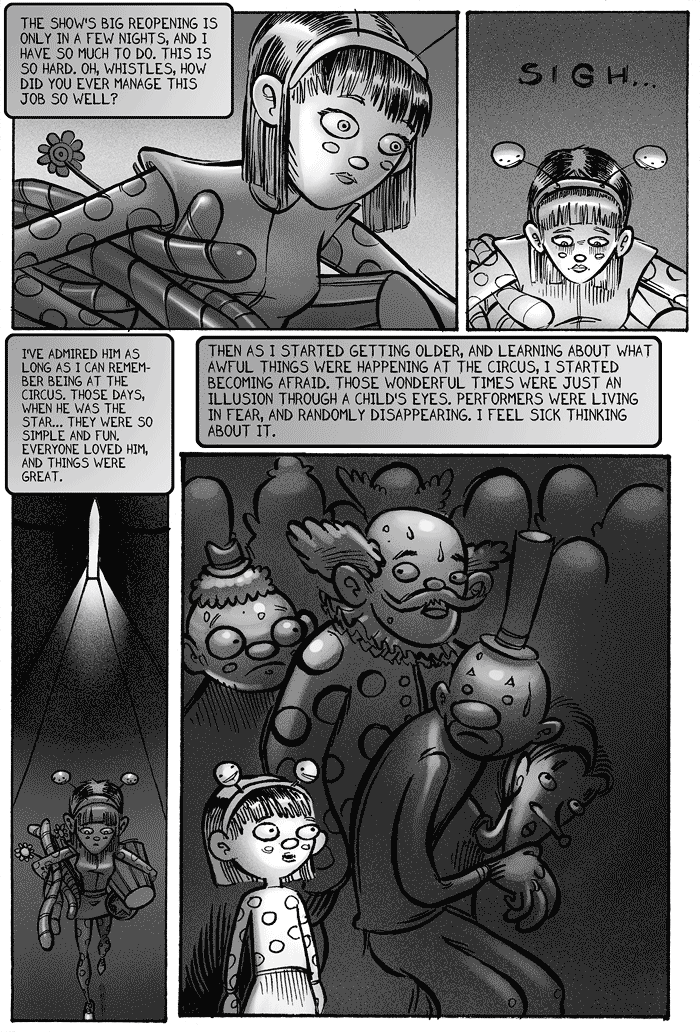 THE SHOW'S BIG REOPENING IS
ONLY IN A FEW NIGHTS, AND I
HAVE SO MUCH TO DO. THIS IS
SO HARD. OH, WHISTLES, HOW
DID YOU EVER MANAGE THIS
JOB SO WELL?
SIGH...
I'VE ADMIRED HIM AS
LONG AS I CAN REMEM-
BER BEING AT THE
CIRCUS. THOSE DAYS,
WHEN HE WAS THE
STAR... THEY WERE SO
SIMPLE AND FUN.
EVERYONE LOVED HIM,
AND THINGS WERE
GREAT.
THEN AS I STARTED GETTING OLDER, AND LEARNING ABOUT WHAT
AWFUL THINGS WERE HAPPENING AT THE CIRCUS, I STARTED
BECOMING AFRAID. THOSE WONDERFUL TIMES WERE JUST AN
ILLUSION THROUGH A CHILD'S EYES. PERFORMERS WERE LIVING
IN FEAR, AND RANDOMLY DISAPPEARING. I FEEL SICK THINKING
ABOUT IT.